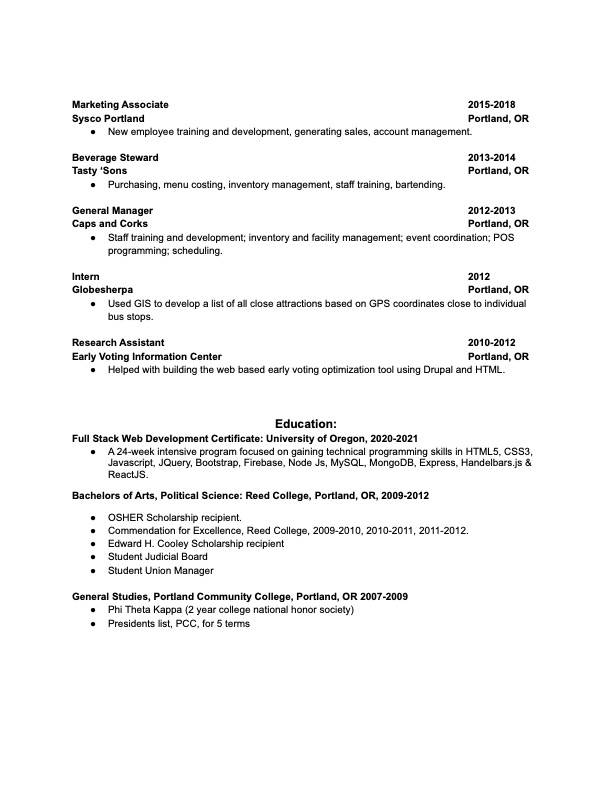 Marketing Associate 2015-2018
Sysco Portland Portland, OR
● New employee training and development, generating sales, account management.
Beverage Steward 2013-2014
Tasty ‘Sons Portland, OR
● Purchasing, menu costing, inventory management, staff training, bartending.
General Manager 2012-2013
Caps and Corks Portland, OR
● Staff training and development; inventory and facility management; event coordination; POS
programming; scheduling.
Intern 2012
Globesherpa Portland, OR
● Used GIS to develop a list of all close attractions based on GPS coordinates close to individual
bus stops.
Research Assistant 2010-2012
Early Voting Information Center Portland, OR
● Helped with building the web based early voting optimization tool using Drupal and HTML.
Education:
Full Stack Web Development Certificate: University of Oregon, 2020-2021
● A 24-week intensive program focused on gaining technical programming skills in HTML5, CSS3,
Javascript, JQuery, Bootstrap, Firebase, Node Js, MySQL, MongoDB, Express, Handelbars.js &
ReactJS.
Bachelors of Arts, Political Science: Reed College, Portland, OR, 2009-2012
● OSHER Scholarship recipient.
● Commendation for Excellence, Reed College, 2009-2010, 2010-2011, 2011-2012.
● Edward H. Cooley Scholarship recipient
● Student Judicial Board
● Student Union Manager
General Studies, Portland Community College, Portland, OR 2007-2009
● Phi Theta Kappa (2 year college national honor society)
● Presidents list, PCC, for 5 terms